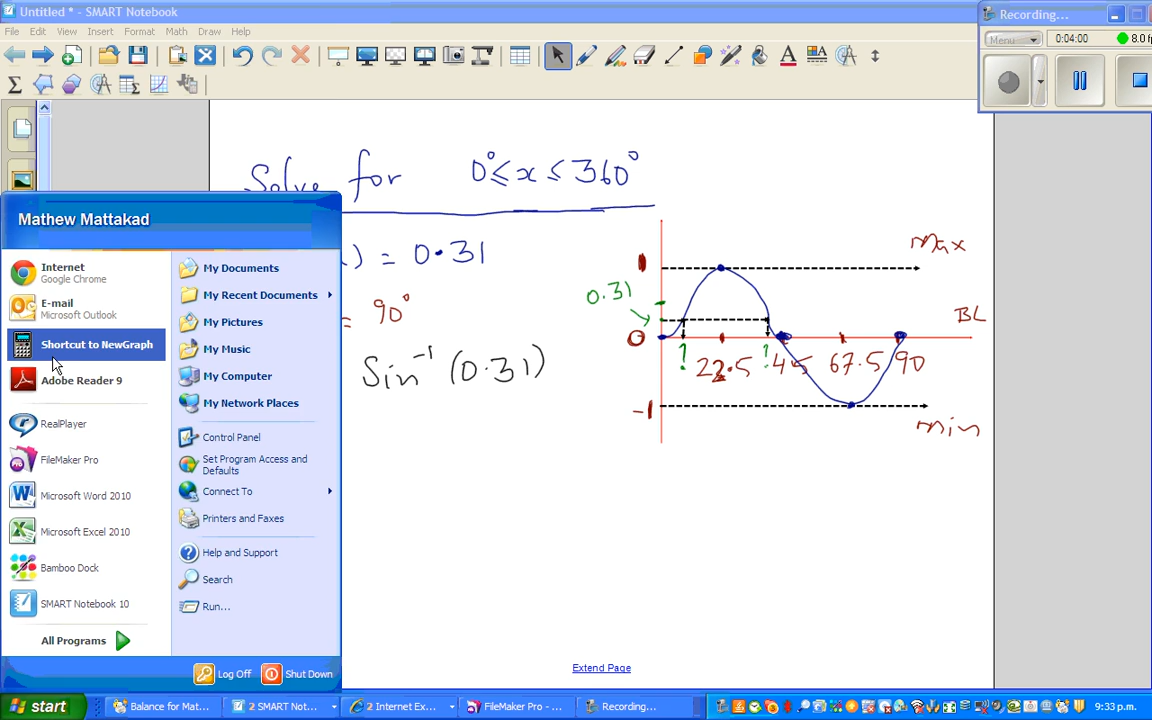 Untitled * - SMART Notebook
Recording...
File Edit View Insert Format Math Draw Help
Menu
0:04:00
8.0 f
Solve for 0°≤x≤360°
) = 0.31
= 90°
Sin⁻¹ (0.31)
Max
1
0.31
BL
0
? 22.5 ? 45 67.5 90
-1
min
Extend Page
Mathew Mattakad
Internet
Google Chrome
E-mail
Microsoft Outlook
Shortcut to NewGraph
Adobe Reader 9
RealPlayer
FileMaker Pro
Microsoft Word 2010
Microsoft Excel 2010
Bamboo Dock
SMART Notebook 10
All Programs
My Documents
My Recent Documents
My Pictures
My Music
My Computer
My Network Places
Control Panel
Set Program Access and
Defaults
Connect To
Printers and Faxes
Help and Support
Search
Run...
Log Off Shut Down
start
Balance for Mat...
2 SMART Not...
2 Internet Ex...
FileMaker Pro - ...
Recording...
9:33 p.m.